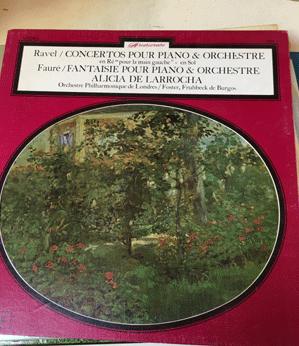 Ravel / CONCERTOS POUR PIANO & ORCHESTRE
en Ré "pour la main gauche" - en Sol
Fauré / FANTAISIE POUR PIANO & ORCHESTRE
ALICIA DE LARROCHA
Orchestre Philharmonique de Londres / Foster, Frühbeck de Burgos